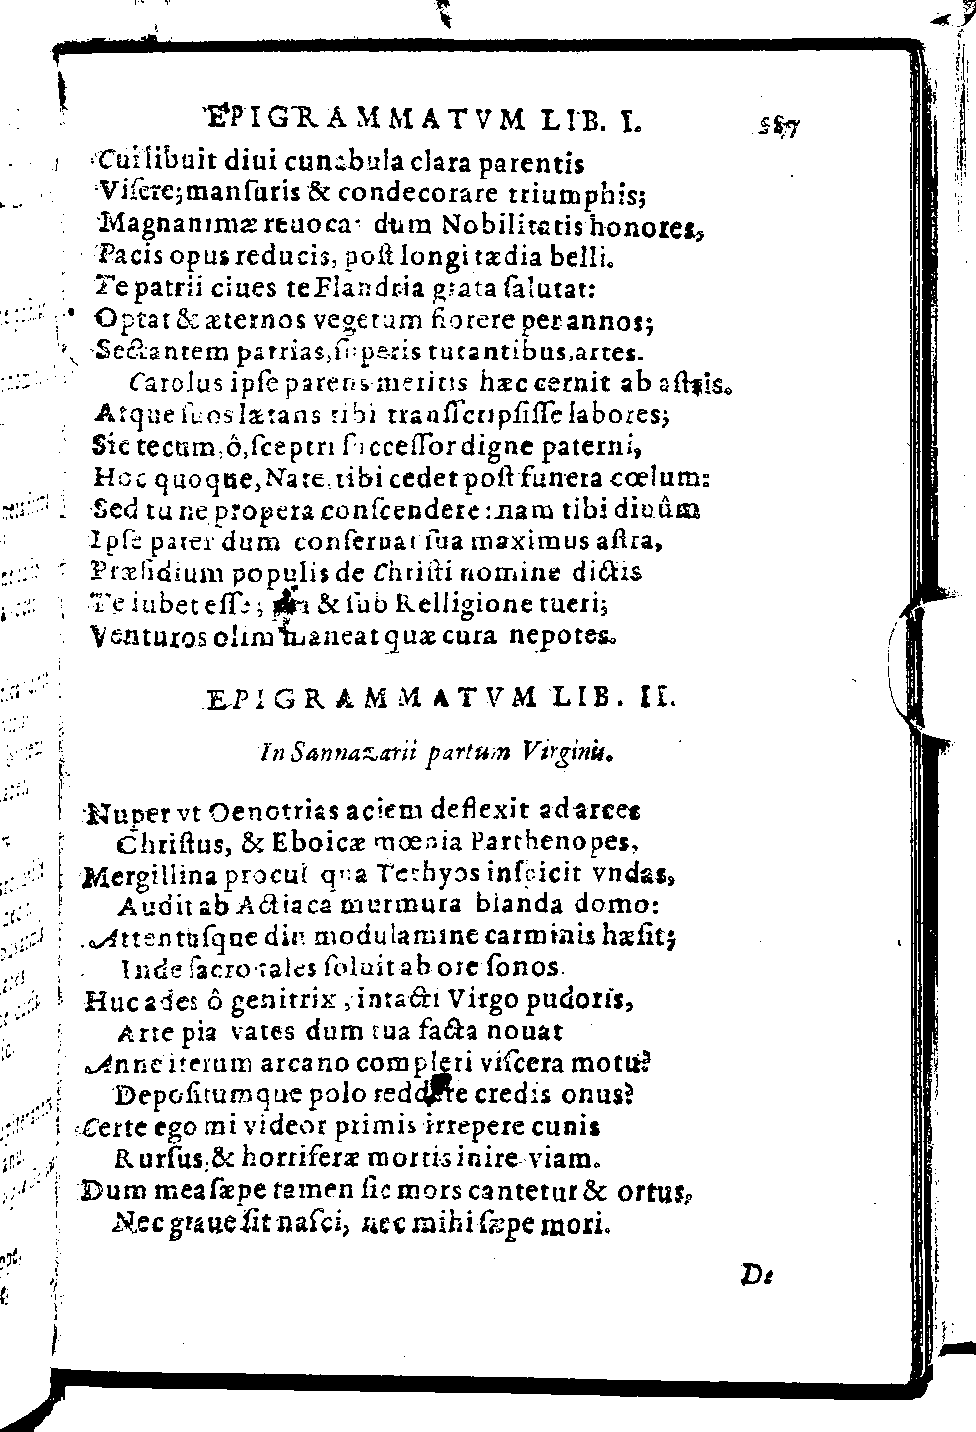 EPIGRAMMATVM LIB. I. 887
Cui libuit diui cunabula clara parentis
Viſere; manſuris & condecorare triumphis;
Magnanimæ reuocandum Nobilitatis honores,
Pacis opus reducis, poſt longi tædia belli.
Te patrii ciues te Flandria grata ſalutat:
Optat & æternos vegetum florere per annos;
Sectantem patrias, ſuperis tutantibus, artes.
Carolus ipſe parens meritis hæc cernit ab aſtris.
Atque ſuos lætans tibi tranſſcripſiſſe labores;
Sic tecum, ô, ſceptri ſucceſſor digne paterni,
Hoc quoque, Nate, tibi cedet poſt funera cœlum:
Sed tu ne propera conſcendere: nam tibi diuûm
Ipſe pater dum conſeruat ſua maximus aſtra,
Præſidium populis de Chriſti nomine dictis
Te iubet eſſe; & ſub Relligione tueri;
Venturos olim maneat quæ cura nepotes.
EPIGRAMMATVM LIB. II.
In Sannazarii partum Virginis.
Nuper vt Oenotrias aciem deflexit ad arces
Chriſtus, & Eboicæ mœnia Parthenopes,
Mergillina procul qua Tethyos inſpicit vndas,
Audit ab Actiaca murmura blanda domo:
Attentuſque diu modulamine carminis hæſit;
Inde ſacro tales ſoluit ab ore ſonos.
Huc ades ô genitrix, intacti Virgo pudoris,
Arte pia vates dum tua facta nouat
Anne iterum arcano compleri viſcera motu?
Depoſitumque polo reddere credis onus?
Certe ego mi videor primis irrepere cunis
Rurſus, & horriferæ mortis inire viam.
Dum mea ſæpe tamen ſic mors cantetur & ortus,
Nec graue ſit naſci, nec mihi ſæpe mori.
De